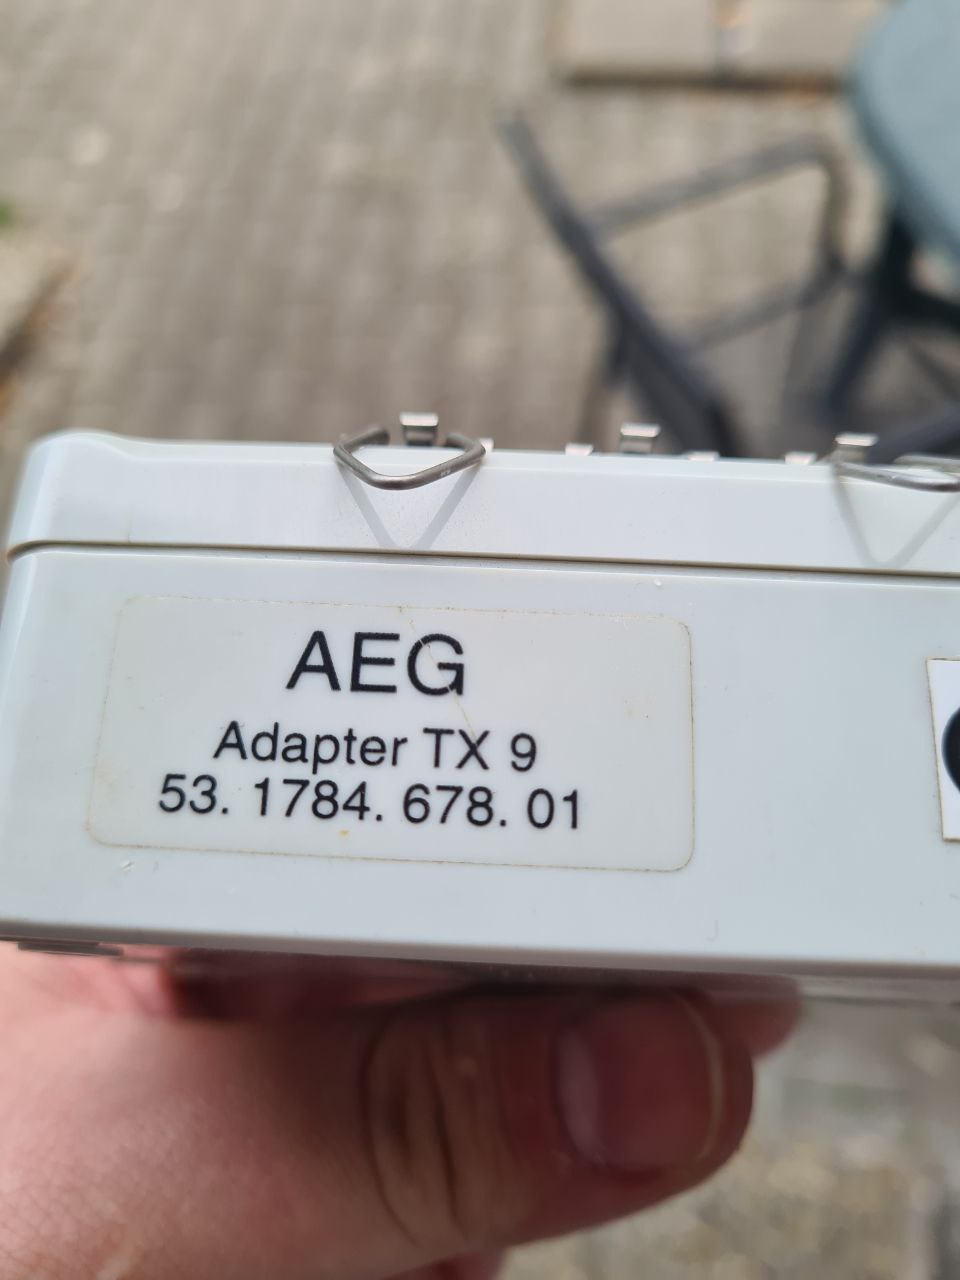 AEG
Adapter TX 9
53. 1784. 678. 01